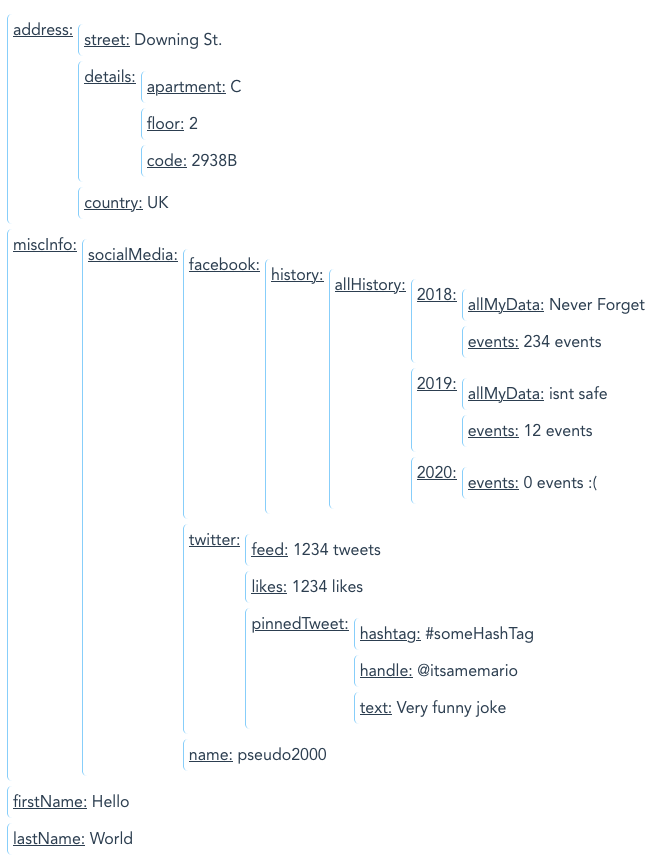 address:
street: Downing St.
details:
apartment: C
floor: 2
code: 2938B
country: UK
miscInfo:
socialMedia:
facebook:
history:
allHistory:
2018:
allMyData: Never Forget
events: 234 events
2019:
allMyData: isnt safe
events: 12 events
2020:
events: 0 events :(
twitter:
feed: 1234 tweets
likes: 1234 likes
pinnedTweet:
hashtag: #someHashTag
handle: @itsamemario
text: Very funny joke
name: pseudo2000
firstName: Hello
lastName: World